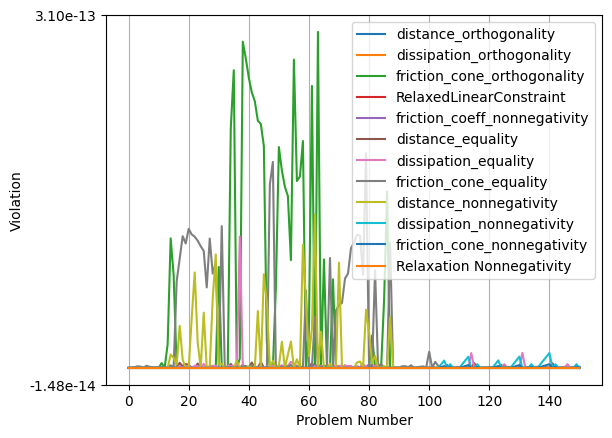 3.10e-13
distance_orthogonality
dissipation_orthogonality
friction_cone_orthogonality
RelaxedLinearConstraint
friction_coeff_nonnegativity
distance_equality
dissipation_equality
friction_cone_equality
distance_nonnegativity
dissipation_nonnegativity
friction_cone_nonnegativity
Relaxation Nonnegativity
Violation
-1.48e-14
0 20 40 60 80 100 120 140
Problem Number